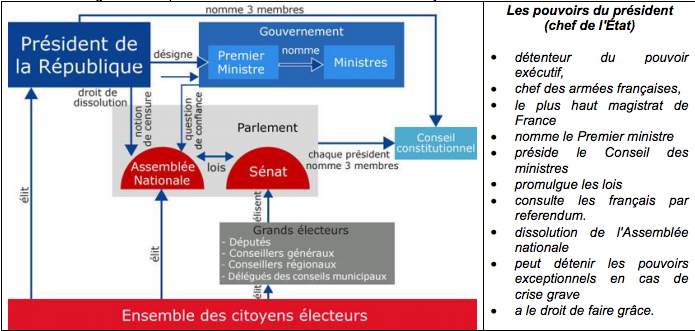 nomme 3 membres
Président de
la République
désigne
Gouvernement
Premier
Ministre
nomme
Ministres
droit de
dissolution
notion
de censure
question
de confiance
Parlement
Assemblée
Nationale
lois
Sénat
chaque président
nomme 3 membres
Conseil
constitutionnel
élit
élit
élisent
Grands électeurs
- Députés
- Conseillers généraux
- Conseillers régionaux
- Délégués des conseils municipaux
élit
Ensemble des citoyens électeurs
Les pouvoirs du président
(chef de l'État)
• détenteur du pouvoir
exécutif,
• chef des armées françaises,
• le plus haut magistrat de
France
• nomme le Premier ministre
• préside le Conseil des
ministres
• promulgue les lois
• consulte les français par
referendum.
• dissolution de l'Assemblée
nationale
• peut détenir les pouvoirs
exceptionnels en cas de
crise grave
• a le droit de faire grâce.